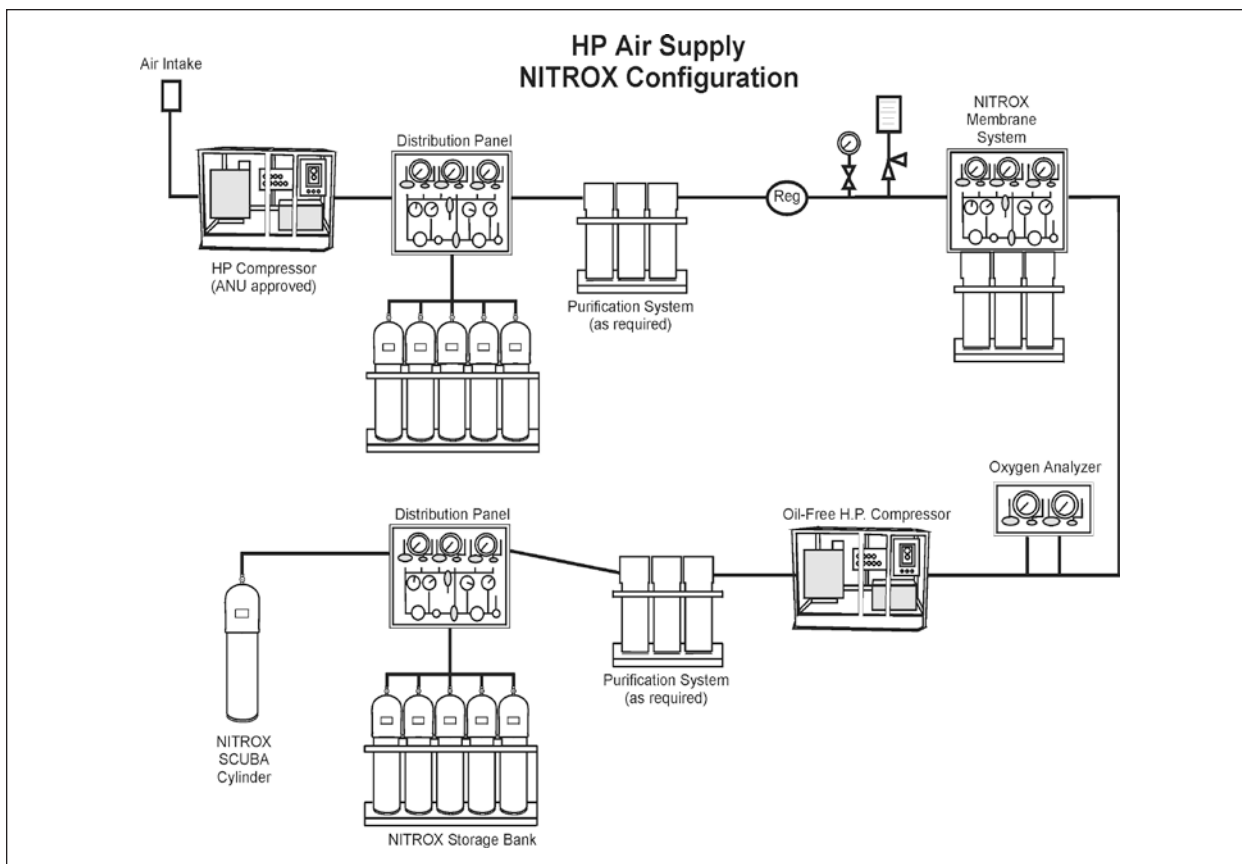 HP Air Supply
NITROX Configuration
Air Intake
HP Compressor
(ANU approved)
Distribution Panel
Purification System
(as required)
Reg
NITROX
Membrane
System
Oxygen Analyzer
Oil-Free H.P. Compressor
Purification System
(as required)
Distribution Panel
NITROX Storage Bank
NITROX
SCUBA
Cylinder